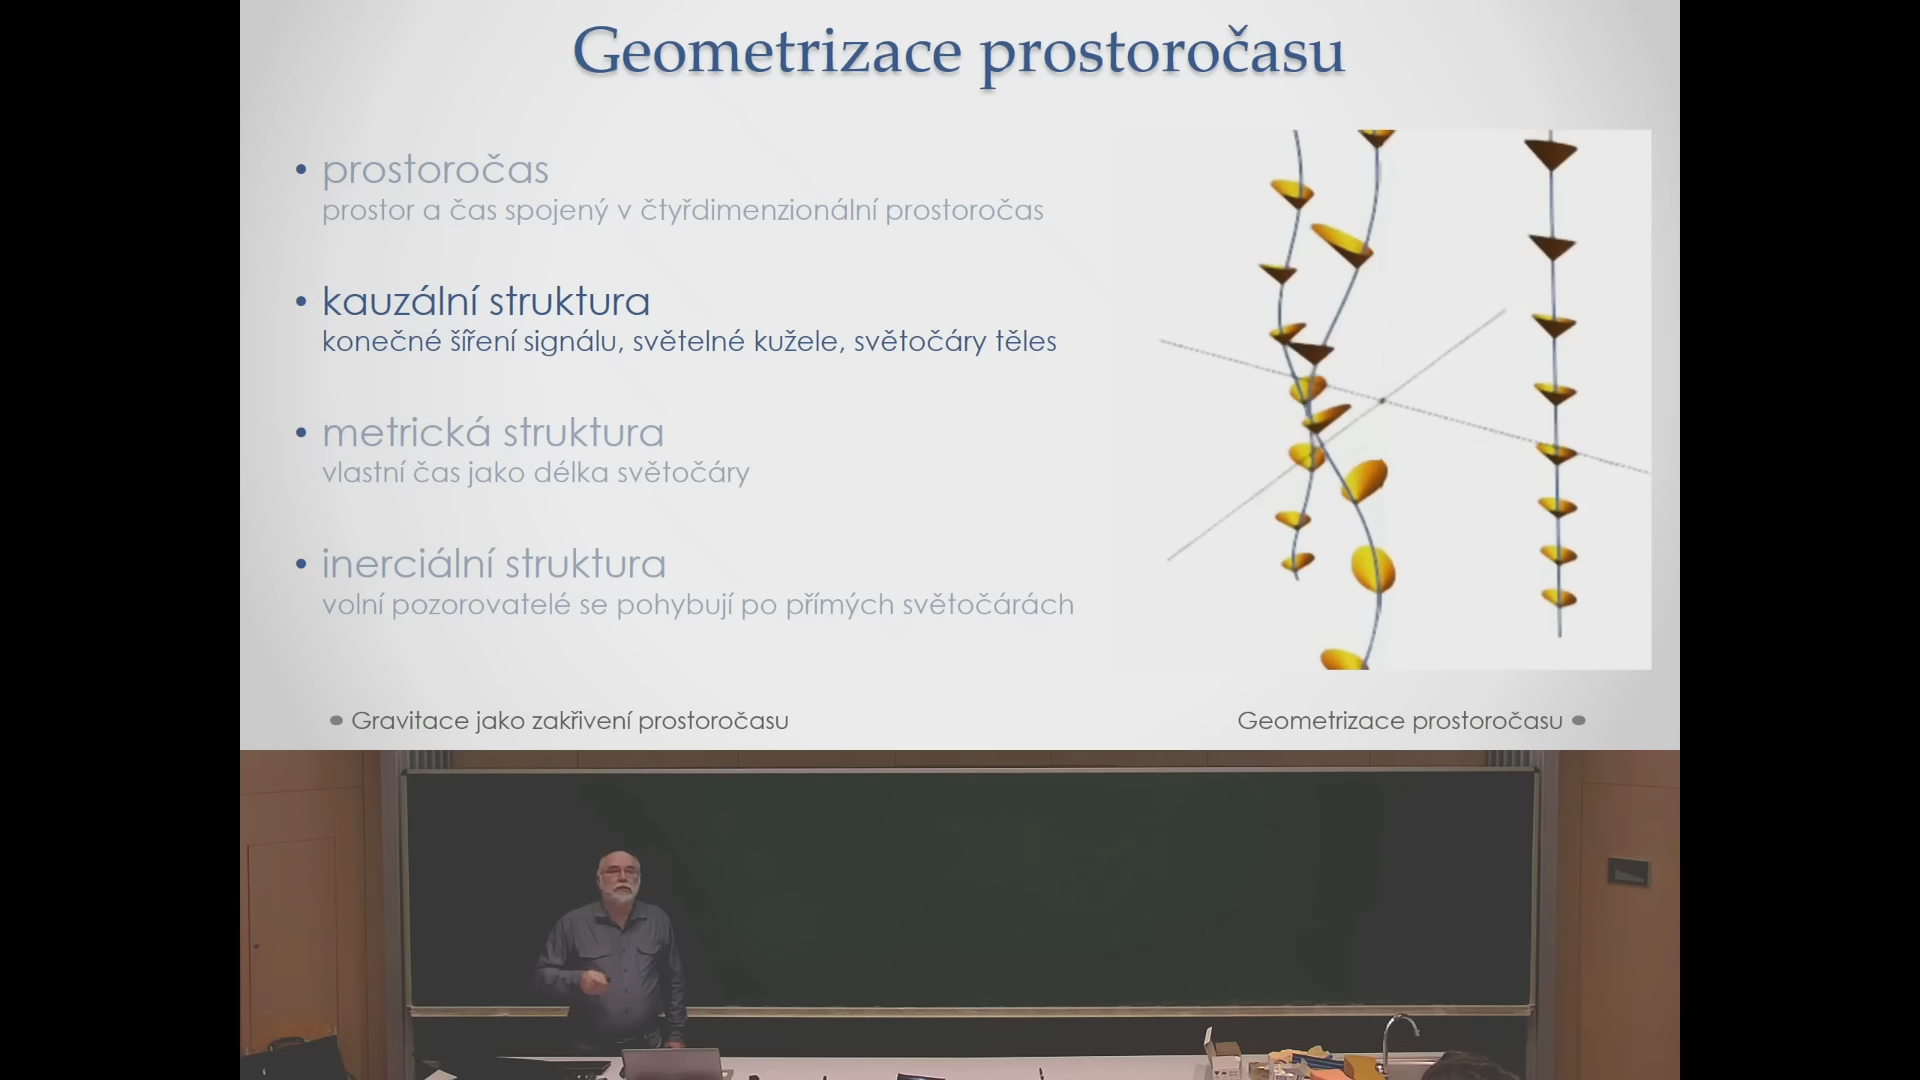 Geometrizace prostoročasu
• prostoročas
prostor a čas spojený v čtyřdimenzionální prostoročas
• kauzální struktura
konečné šíření signálu, světelné kužele, světočáry těles
• metrická struktura
vlastní čas jako délka světočáry
• inerciální struktura
volní pozorovatelé se pohybují po přímých světočárách
• Gravitace jako zakřivení prostoročasu
Geometrizace prostoročasu •